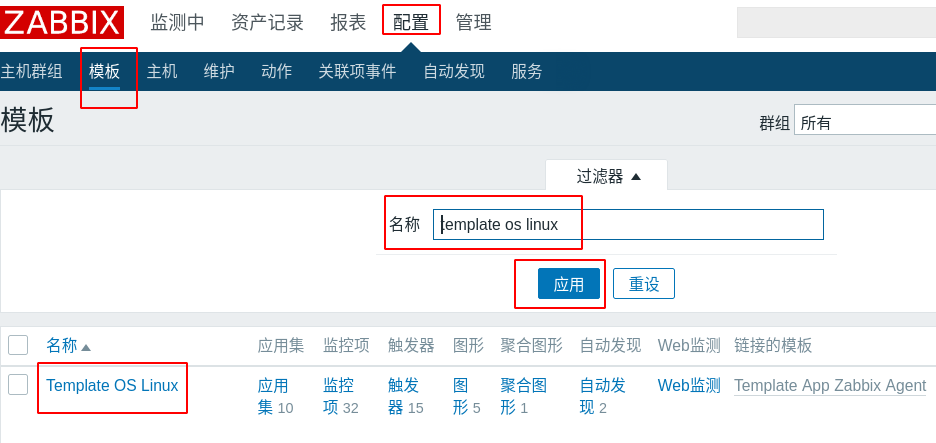 ZABBIX 监测中 资产记录 报表 配置 管理
主机群组 模板 主机 维护 动作 关联项事件 自动发现 服务
模板 群组 所有
过滤器
名称 template os linux
应用 重设
名称 应用集 监控项 触发器 图形 聚合图形 自动发现 Web监测 链接的模板
Template OS Linux 应用集 10 监控项 32 触发器 15 图形 5 聚合图形 1 自动发现 2 Web监测 Template App Zabbix Agent